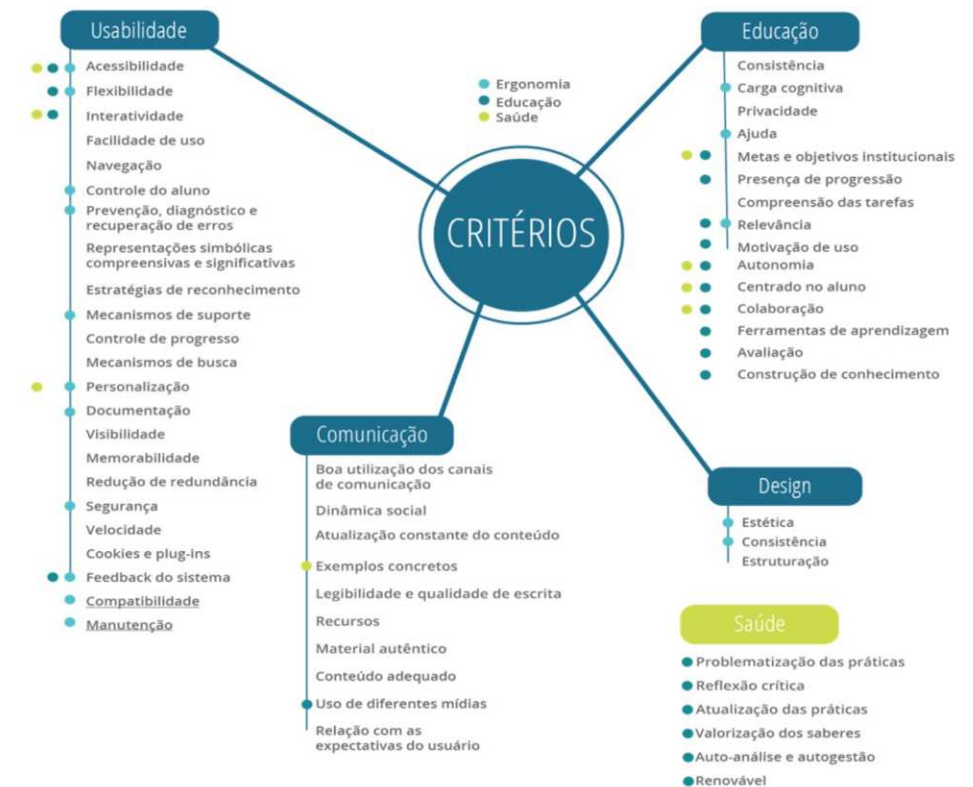 Usabilidade
Acessibilidade
Flexibilidade
Interatividade
Facilidade de uso
Navegação
Controle do aluno
Prevenção, diagnóstico e
recuperação de erros
Representações simbólicas
compreensivas e significativas
Estratégias de reconhecimento
Mecanismos de suporte
Controle de progresso
Mecanismos de busca
Personalização
Documentação
Visibilidade
Memorabilidade
Redução de redundância
Segurança
Velocidade
Cookies e plug-ins
Feedback do sistema
Compatibilidade
Manutenção
Ergonomia
Educação
Saúde
CRITÉRIOS
Comunicação
Boa utilização dos canais
de comunicação
Dinâmica social
Atualização constante do conteúdo
Exemplos concretos
Legibilidade e qualidade de escrita
Recursos
Material autêntico
Conteúdo adequado
Uso de diferentes mídias
Relação com as
expectativas do usuário
Educação
Consistência
Carga cognitiva
Privacidade
Ajuda
Metas e objetivos institucionais
Presença de progressão
Compreensão das tarefas
Relevância
Motivação de uso
Autonomia
Centrado no aluno
Colaboração
Ferramentas de aprendizagem
Avaliação
Construção de conhecimento
Design
Estética
Consistência
Estruturação
Saúde
Problematização das práticas
Reflexão crítica
Atualização das práticas
Valorização dos saberes
Auto-análise e autogestão
Renovável